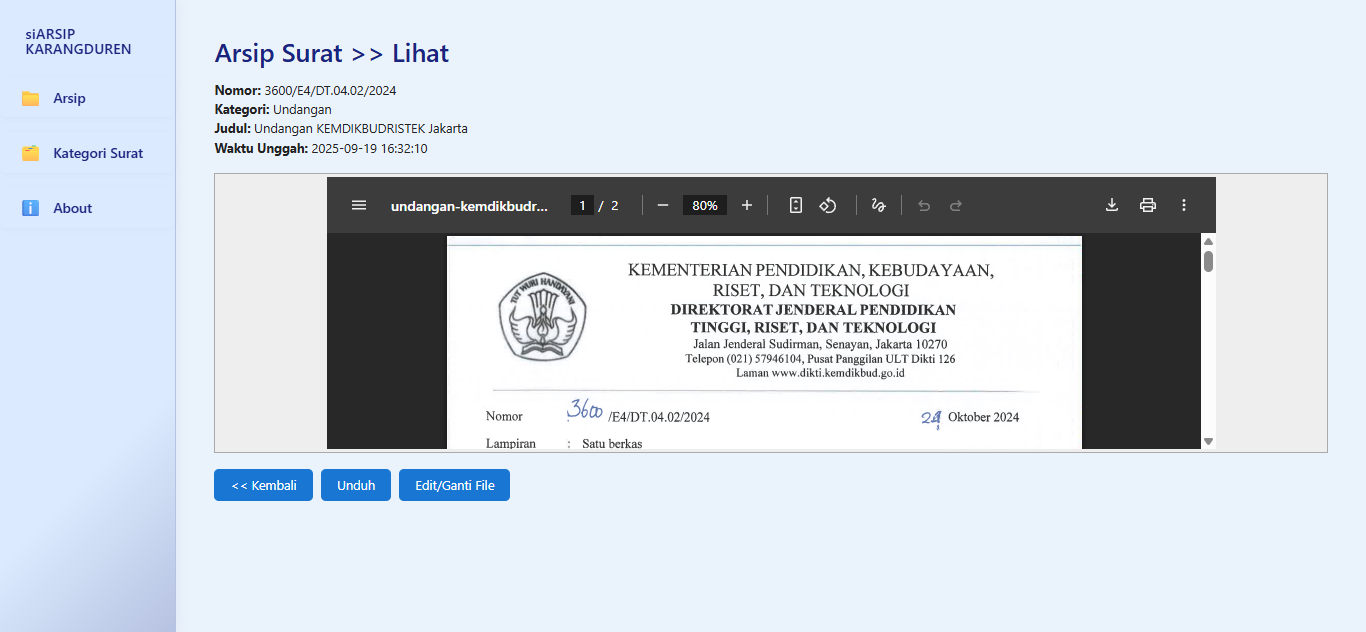 siARSIP
KARANGDUREN
Arsip
Kategori Surat
About
Arsip Surat >> Lihat
Nomor: 3600/E4/DT.04.02/2024
Kategori: Undangan
Judul: Undangan KEMDIKBUDRISTEK Jakarta
Waktu Unggah: 2025-09-19 16:32:10
undangan-kemdikbudr... 1 / 2 80%
TUT WURI HANDAYANI
KEMENTERIAN PENDIDIKAN, KEBUDAYAAN,
RISET, DAN TEKNOLOGI
DIREKTORAT JENDERAL PENDIDIKAN
TINGGI, RISET, DAN TEKNOLOGI
Jalan Jenderal Sudirman, Senayan, Jakarta 10270
Telepon (021) 57946104, Pusat Panggilan ULT Dikti 126
Laman www.dikti.kemdikbud.go.id
Nomor : 3600 /E4/DT.04.02/2024 Oktober 2024
Lampiran : Satu berkas
<< Kembali Unduh Edit/Ganti File